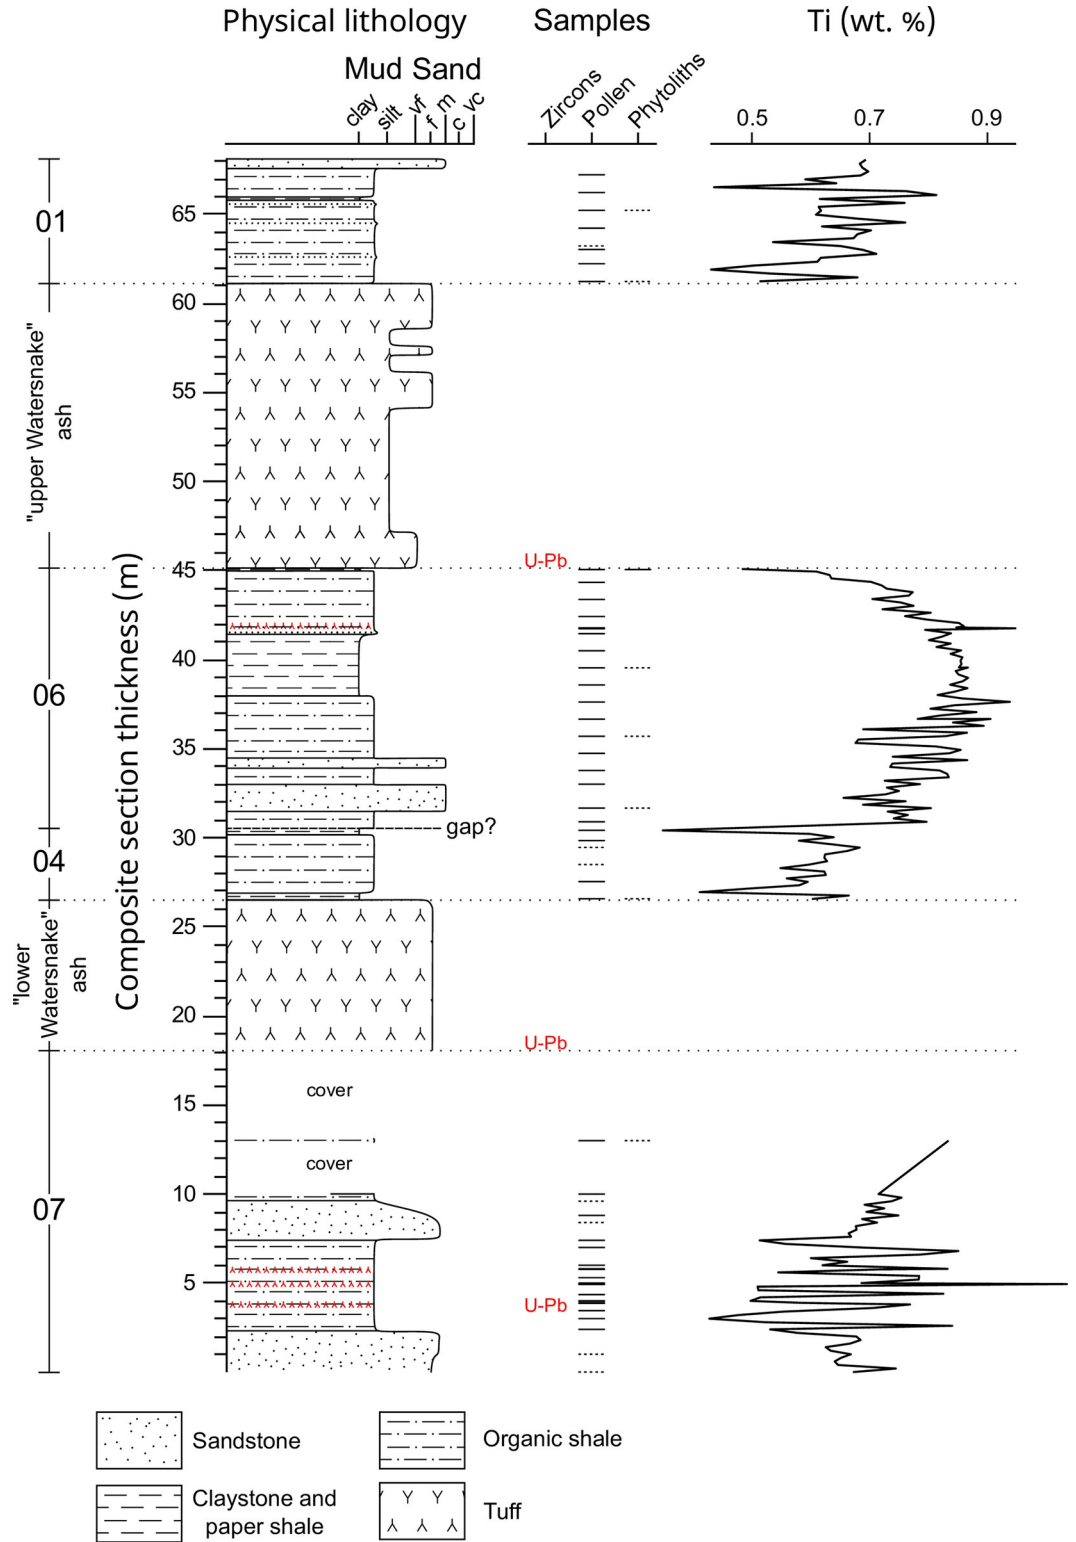 Physical lithology
Samples
Ti (wt. %)
Mud Sand
clay
silt
vf
f
m
c
vc
Zircons
Pollen
Phytoliths
0.5
0.7
0.9
01
"upper Watersnake"
ash
06
04
"lower
Watersnake"
ash
07
Composite section thickness (m)
65
60
55
50
45
40
35
30
25
20
15
10
5
U-Pb
gap?
U-Pb
cover
cover
U-Pb
Sandstone
Organic shale
Claystone and
paper shale
Tuff